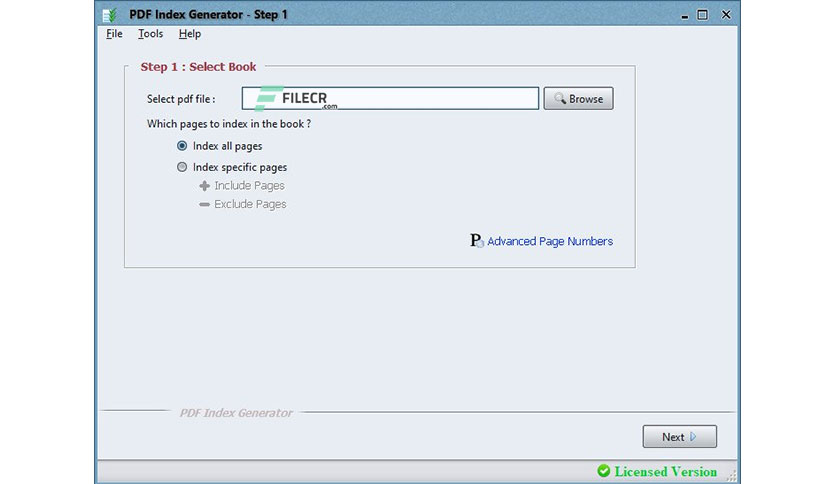 PDF Index Generator - Step 1
File Tools Help
Step 1 : Select Book
Select pdf file :
FILECR
.com
Browse
Which pages to index in the book ?
Index all pages
Index specific pages
Include Pages
Exclude Pages
P Advanced Page Numbers
PDF Index Generator
Next
Licensed Version